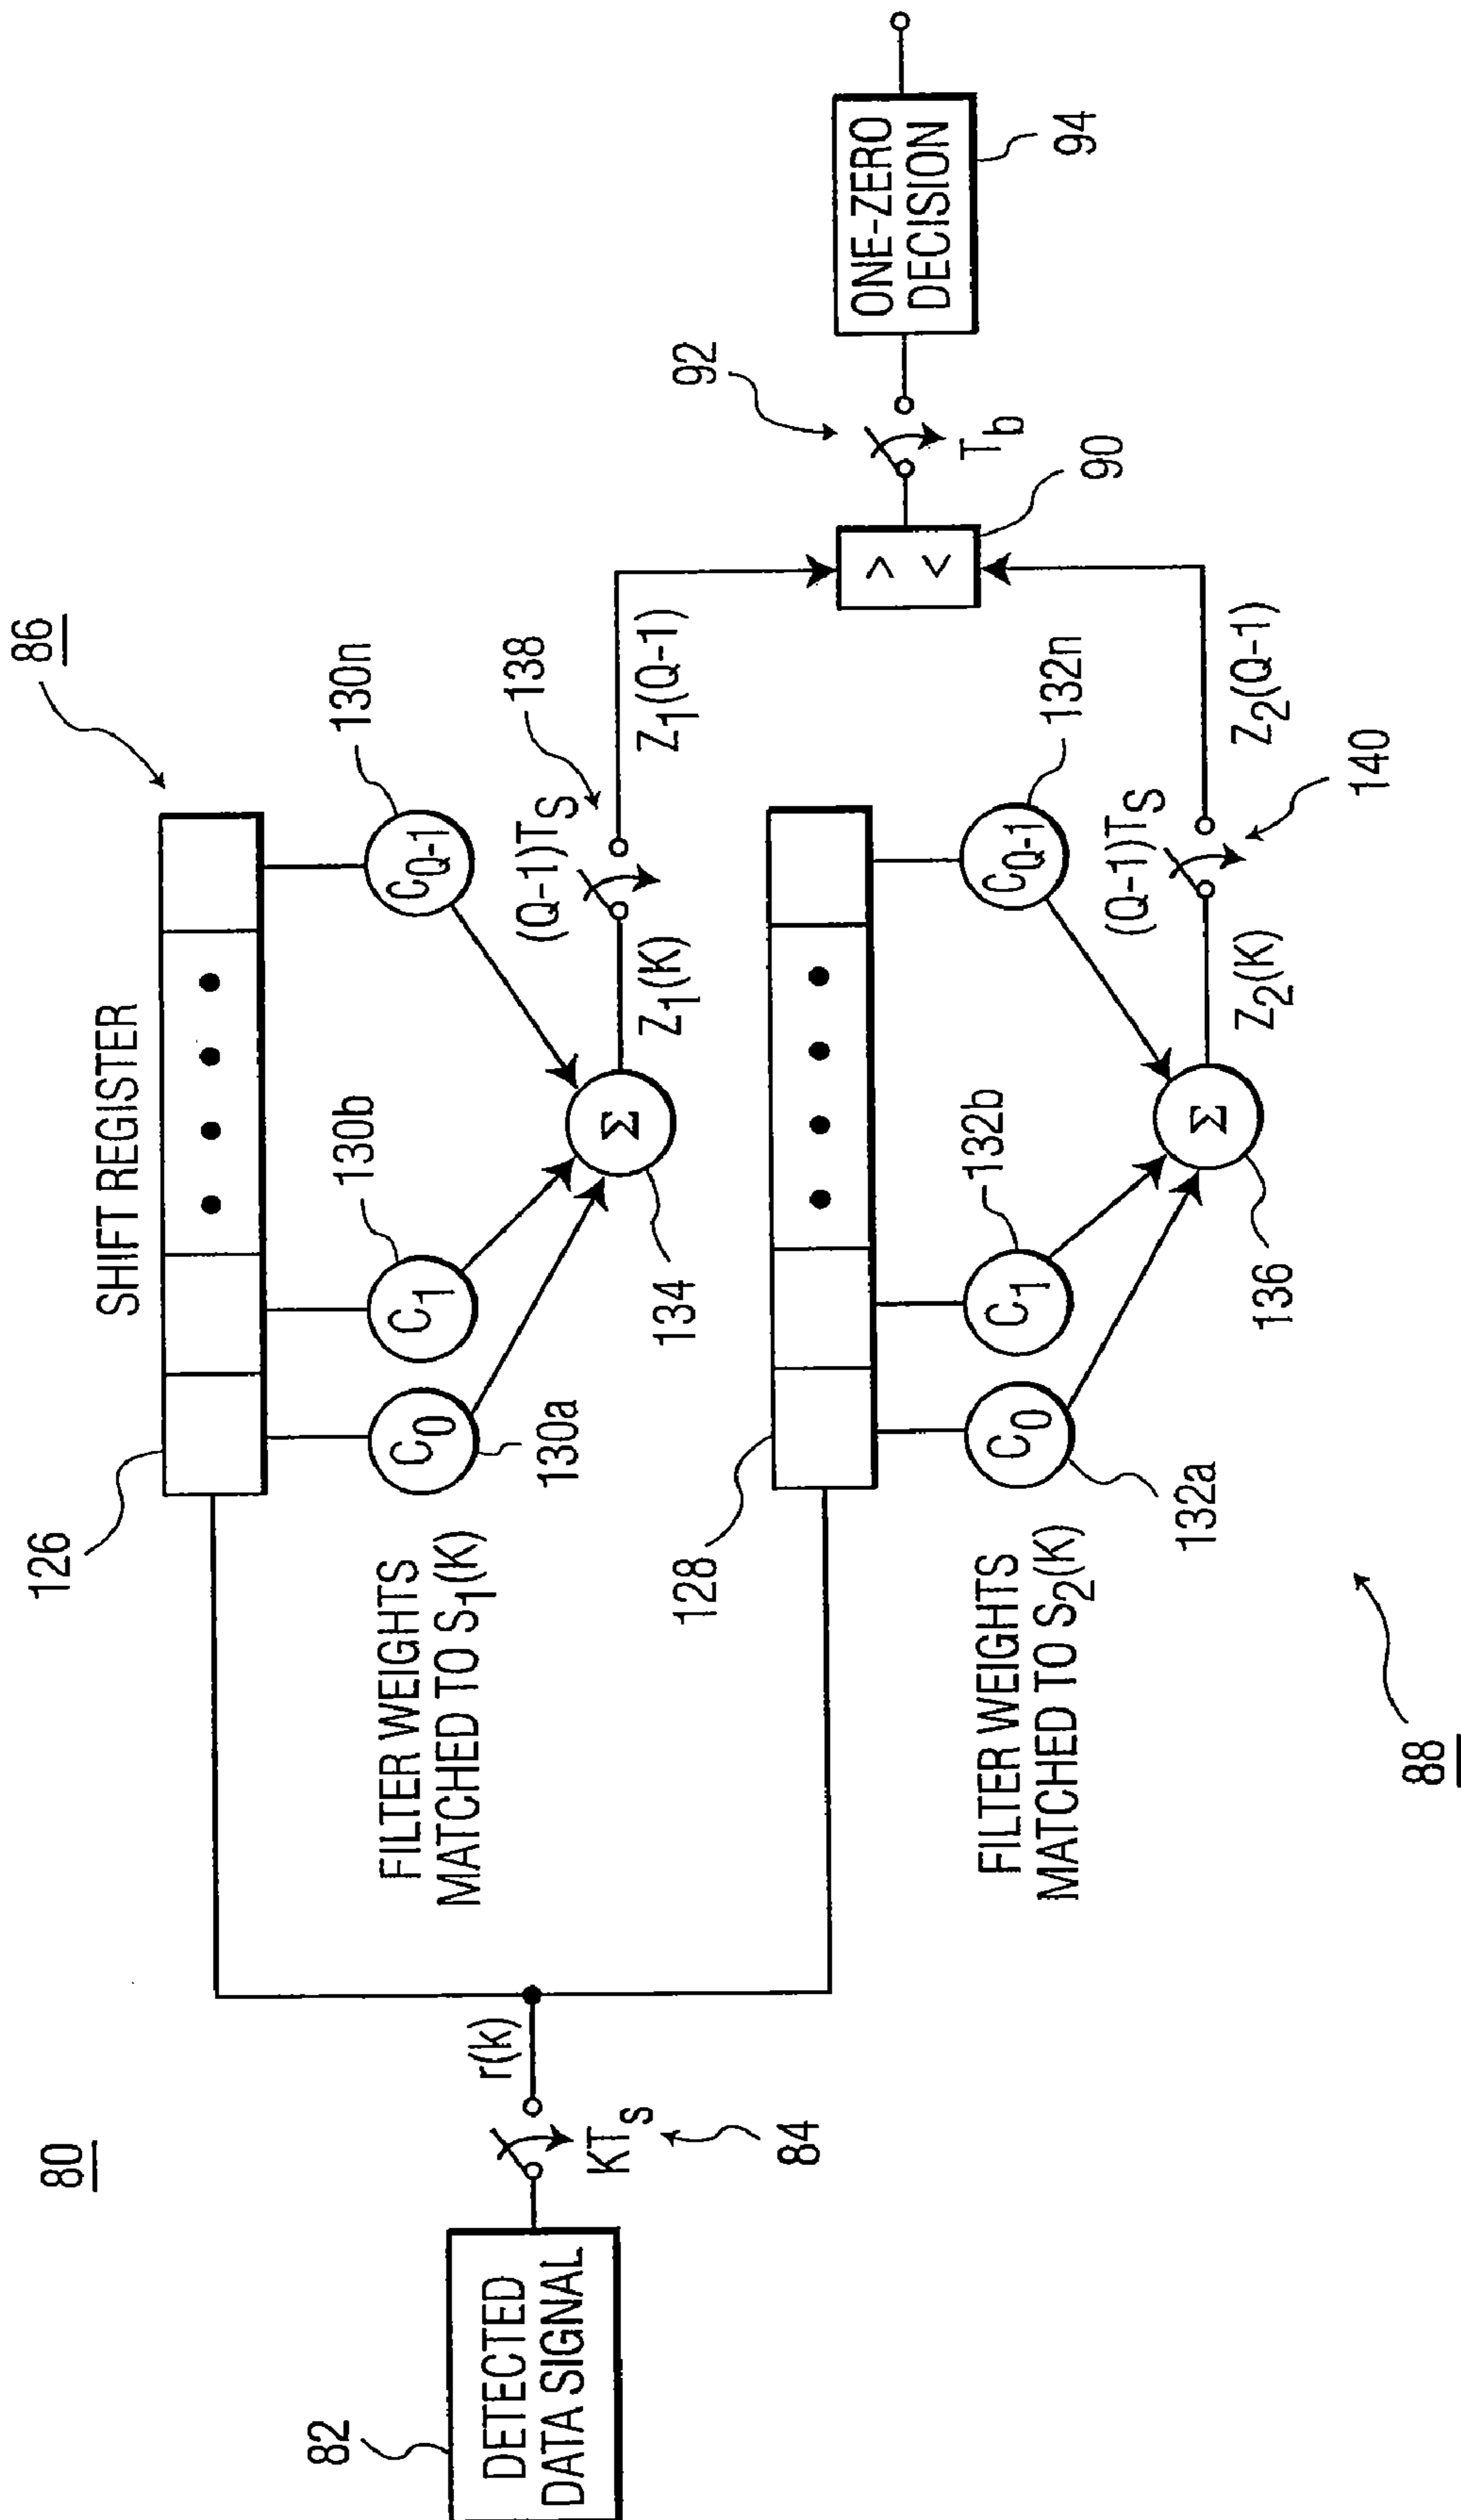 80
86
126
SHIFT REGISTER
130b
130n
82
DETECTED
DATA SIGNAL
KTs
84
r(k)
FILTER WEIGHTS
MATCHED TO S1(K)
C0
C1
CQ-1
130a
134
Σ
Z1(K)
(Q-1)TS
138
Z1(Q-1)
92
Tb
90
> <
ONE-ZERO
DECISION
94
128
132b
132n
FILTER WEIGHTS
MATCHED TO S2(K)
C0
C1
CQ-1
132a
136
Σ
Z2(K)
(Q-1)TS
140
Z2(Q-1)
88